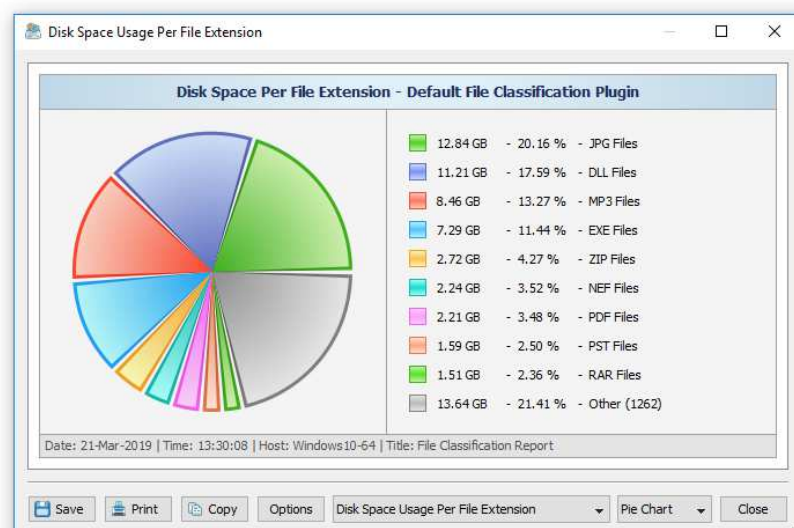 Disk Space Usage Per File Extension
Disk Space Per File Extension - Default File Classification Plugin
12.84 GB - 20.16 % - JPG Files
11.21 GB - 17.59 % - DLL Files
8.46 GB - 13.27 % - MP3 Files
7.29 GB - 11.44 % - EXE Files
2.72 GB - 4.27 % - ZIP Files
2.24 GB - 3.52 % - NEF Files
2.21 GB - 3.48 % - PDF Files
1.59 GB - 2.50 % - PST Files
1.51 GB - 2.36 % - RAR Files
13.64 GB - 21.41 % - Other (1262)
Date: 21-Mar-2019 | Time: 13:30:08 | Host: Windows10-64 | Title: File Classification Report
Save Print Copy Options Disk Space Usage Per File Extension Pie Chart Close